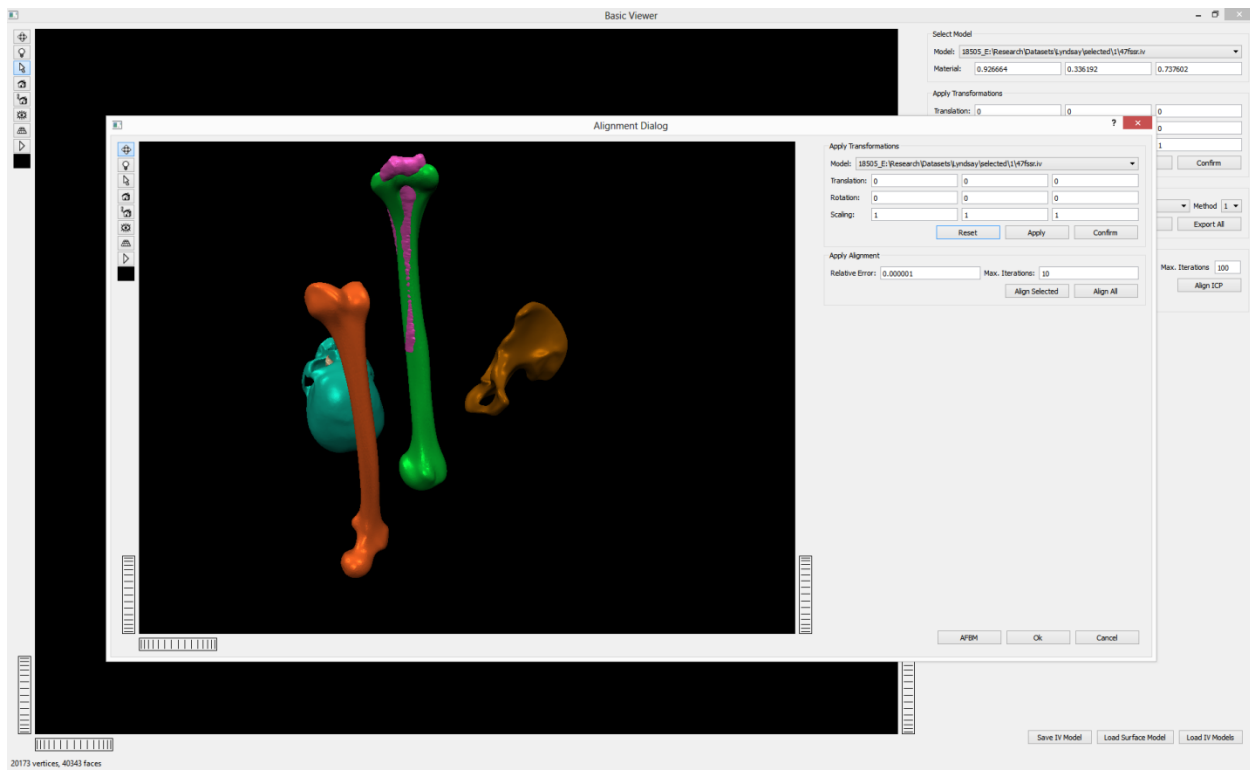 Basic Viewer
Select Model
Model: 18505_E:\Research\Datasets\Lyndsay\selected\1\47fssr.iv
Material: 0.926664 0.336192 0.737602
Apply Transformations
Translation: 0 0 0
0
1
Confirm
Method 1
Export All
Max. Iterations 100
Align ICP
Alignment Dialog
?
Apply Transformations
Model: 18505_E:\Research\Datasets\Lyndsay\selected\1\47fssr.iv
Translation: 0 0 0
Rotation: 0 0 0
Scaling: 1 1 1
Reset Apply Confirm
Apply Alignment
Relative Error: 0.000001 Max. Iterations: 10
Align Selected Align All
AFBM Ok Cancel
Save IV Model Load Surface Model Load IV Models
20173 vertices, 40343 faces